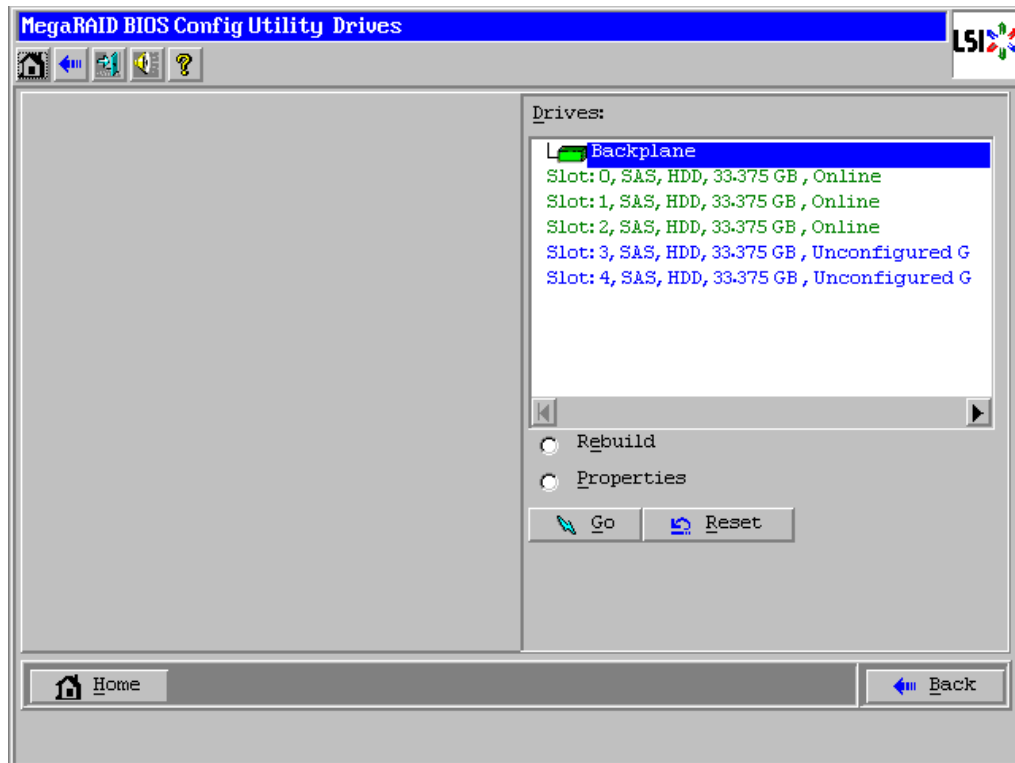 MegaRAID BIOS Config Utility Drives
LSI
Drives:
Backplane
Slot: 0, SAS, HDD, 33.375 GB, Online
Slot: 1, SAS, HDD, 33.375 GB, Online
Slot: 2, SAS, HDD, 33.375 GB, Online
Slot: 3, SAS, HDD, 33.375 GB, Unconfigured G
Slot: 4, SAS, HDD, 33.375 GB, Unconfigured G
Rebuild
Properties
Go Reset
Home Back